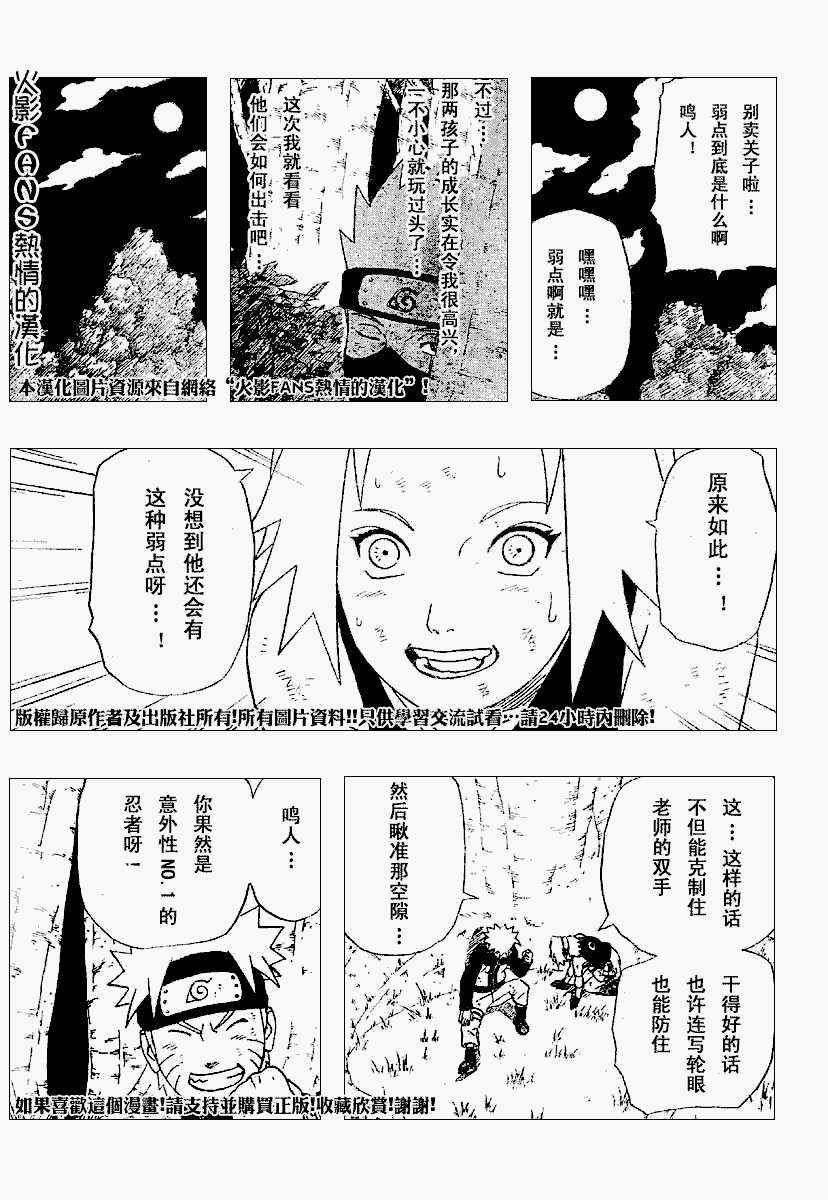 别卖关子啦…
弱点到底是什么啊
鸣人！
嘿嘿嘿…
弱点啊就是…
不过…
那两孩子的成长实在令我很高兴，
一不小心就玩过头了…
这次我就看看
他们会如何出击吧…
火影FANS熱情的漢化
本漢化圖片資源來自網絡“火影FANS熱情的漢化”！
原来如此…！
没想到他还会有
这种弱点呀…！
版權歸原作者及出版社所有!所有圖片資料!!只供學習交流試看…請24小時內刪除!
这…这样的话
不但能克制住
老师的双手
干得好的话
也许连写轮眼
也能防住
然后瞅准那空隙…
鸣人…
你果然是
意外性NO.1的
忍者呀!
如果喜歡這個漫畫!請支持並購買正版!收藏欣賞!謝謝!